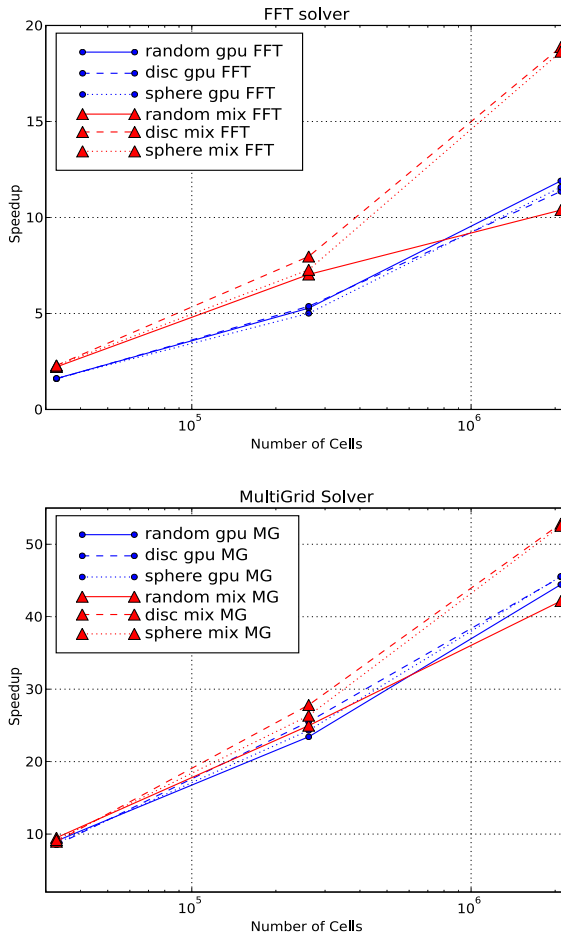 FFT solver
20
15
10
5
0
Speedup
random gpu FFT
disc gpu FFT
sphere gpu FFT
random mix FFT
disc mix FFT
sphere mix FFT
10^5
10^6
Number of Cells
MultiGrid Solver
50
40
30
20
10
Speedup
random gpu MG
disc gpu MG
sphere gpu MG
random mix MG
disc mix MG
sphere mix MG
10^5
10^6
Number of Cells